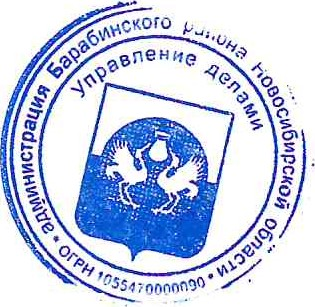 администрация Барабинского района Новосибирской области
* ОГРН 1055470000090 *
Управление делами